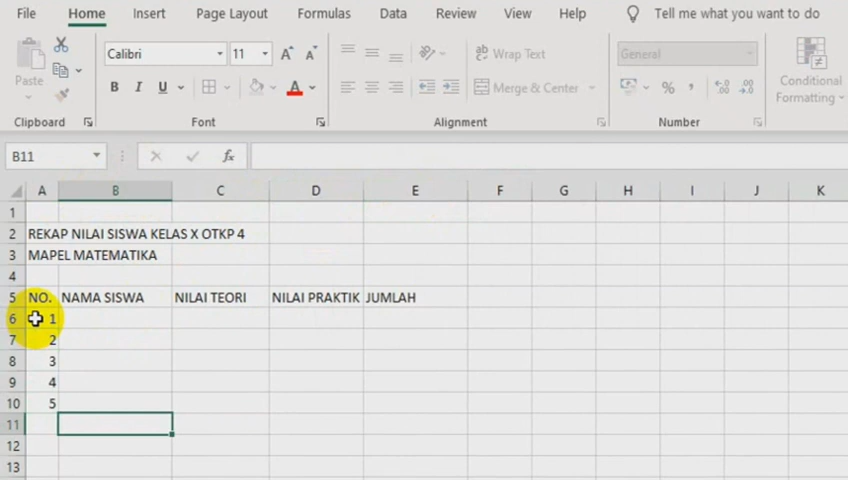 File Home Insert Page Layout Formulas Data Review View Help Tell me what you want to do
Paste
Calibri 11 A A
B I U A
ab Wrap Text
Merge & Center
General
% ,
Conditional
Formatting
Clipboard Font Alignment Number
B11 fx
A B C D E F G H I J K
1
2 REKAP NILAI SISWA KELAS X OTKP 4
3 MAPEL MATEMATIKA
4
5 NO. NAMA SISWA NILAI TEORI NILAI PRAKTIK JUMLAH
6 1
7 2
8 3
9 4
10 5
11
12
13